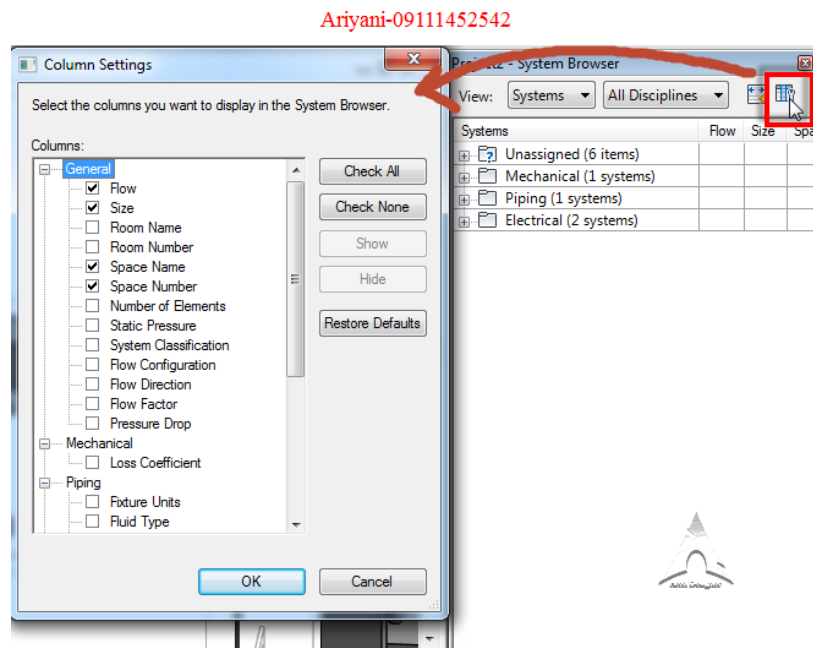 Ariyani-09111452542
Column Settings
Select the columns you want to display in the System Browser.
Columns:
General
Flow
Size
Room Name
Room Number
Space Name
Space Number
Number of Elements
Static Pressure
System Classification
Flow Configuration
Flow Direction
Flow Factor
Pressure Drop
Mechanical
Loss Coefficient
Piping
Fixture Units
Fluid Type
Check All
Check None
Show
Hide
Restore Defaults
OK
Cancel
System Browser
View: Systems All Disciplines
Systems Flow Size Spa
Unassigned (6 items)
Mechanical (1 systems)
Piping (1 systems)
Electrical (2 systems)